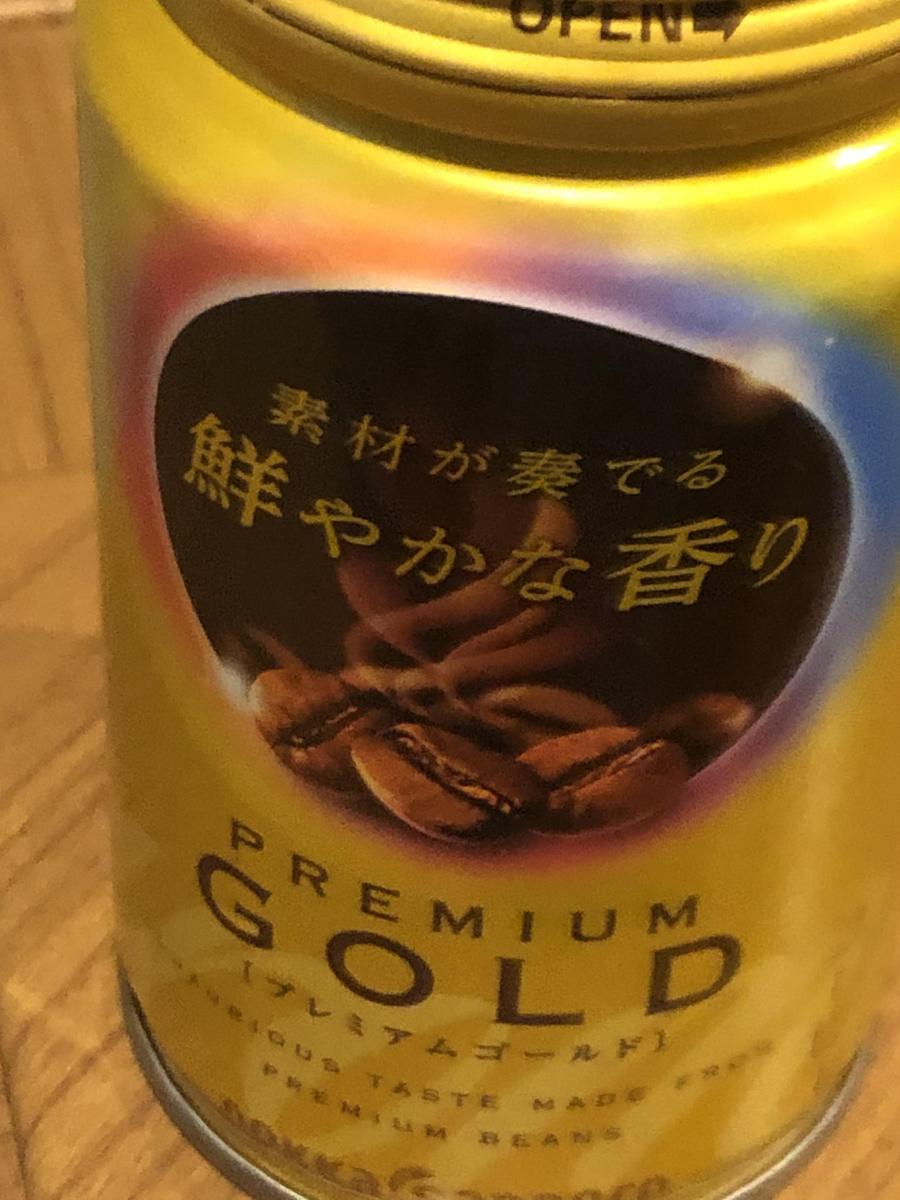 OPEN➡
素材が奏でる
鮮やかな香り
PREMIUM
GOLD
[プレミアムゴールド]
TASTE MADE FROM
PREMIUM BEANS